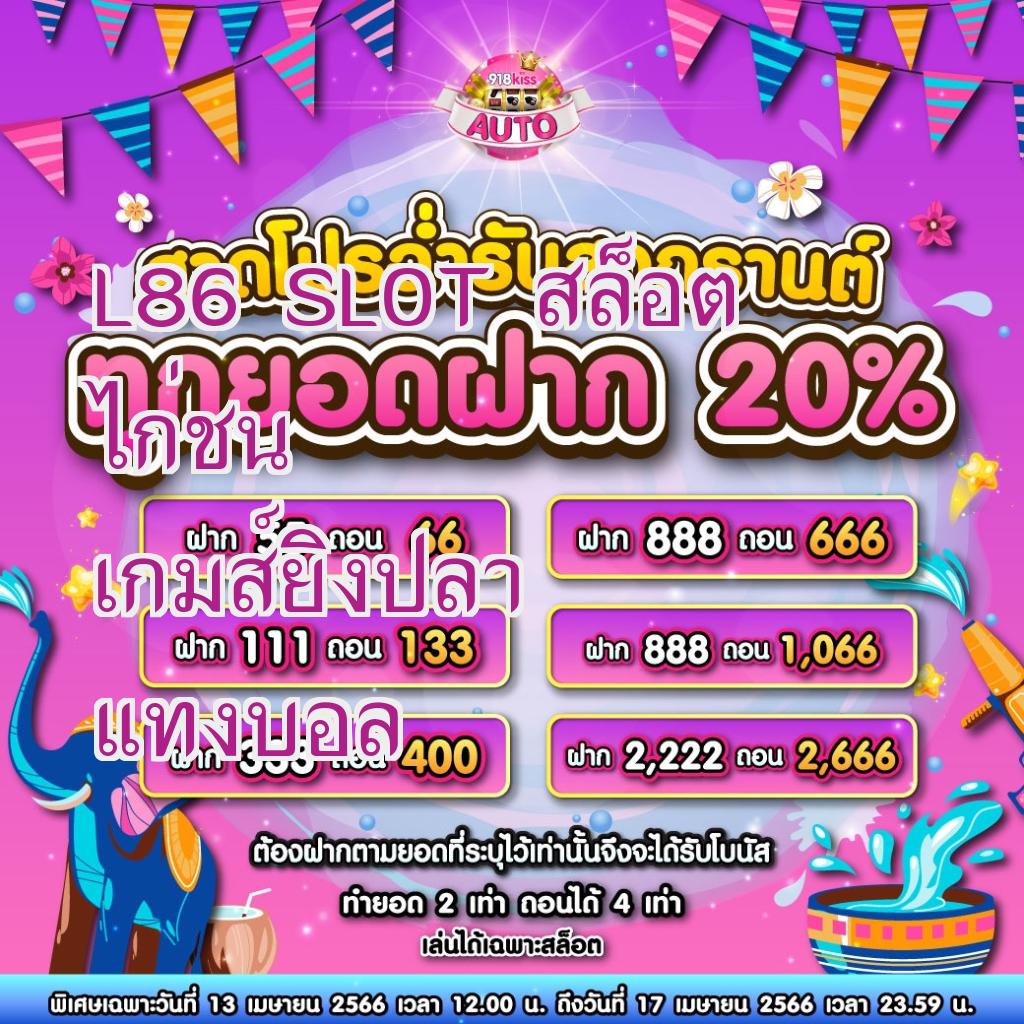 918kiss
AUTO
L86 SLOT สล็อต
ทุกยอดฝาก 20%
ไก่ชน
ฝาก ถอน 66
ฝาก 888 ถอน 666
เกมส์ยิงปลา
ฝาก 111 ถอน 133
ฝาก 888 ถอน 1,066
แทงบอล
ฝาก 333 ถอน 400
ฝาก 2,222 ถอน 2,666
ต้องฝากตามยอดที่ระบุไว้เท่านั้นจึงจะได้รับโบนัส
ทำยอด 2 เท่า ถอนได้ 4 เท่า
เล่นได้เฉพาะสล็อต
พิเศษเฉพาะวันที่ 13 เมษายน 2566 เวลา 12.00 น. ถึงวันที่ 17 เมษายน 2566 เวลา 23.59 น.